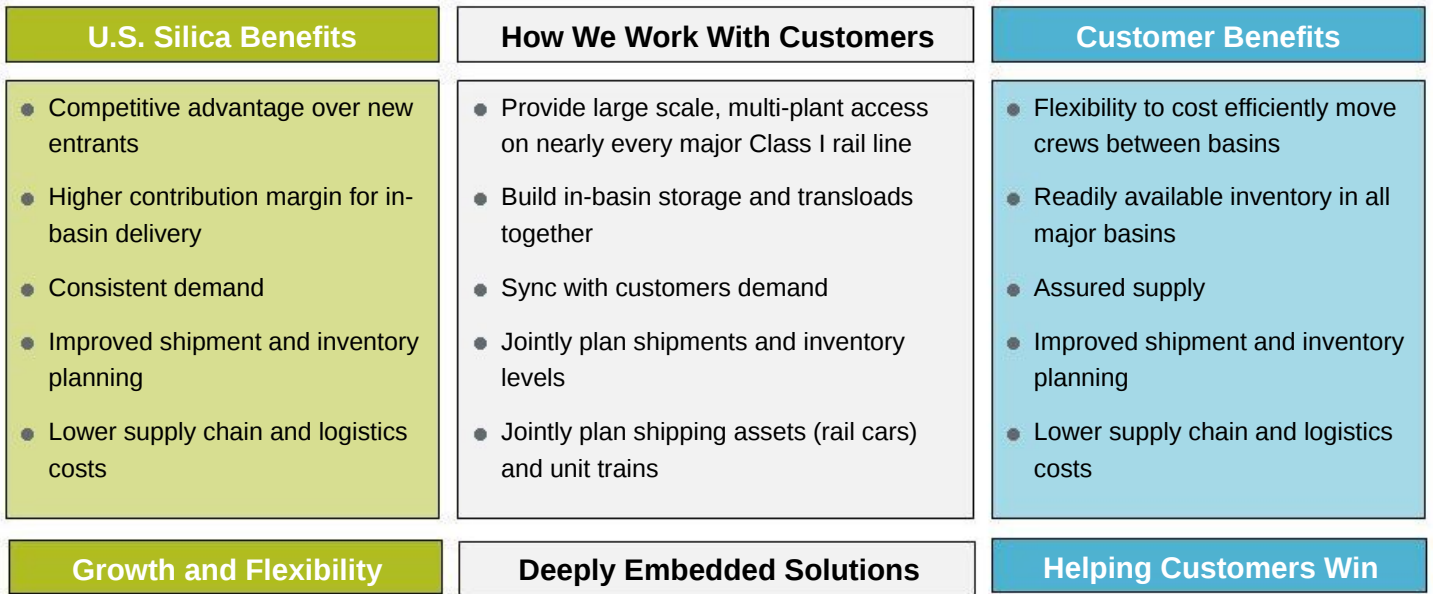 U.S. Silica Benefits
How We Work With Customers
Customer Benefits
Competitive advantage over new
entrants
Higher contribution margin for in-
basin delivery
Consistent demand
Improved shipment and inventory
planning
Lower supply chain and logistics
costs
Provide large scale, multi-plant access
on nearly every major Class I rail line
Build in-basin storage and transloads
together
Sync with customers demand
Jointly plan shipments and inventory
levels
Jointly plan shipping assets (rail cars)
and unit trains
Flexibility to cost efficiently move
crews between basins
Readily available inventory in all
major basins
Assured supply
Improved shipment and inventory
planning
Lower supply chain and logistics
costs
Growth and Flexibility
Deeply Embedded Solutions
Helping Customers Win